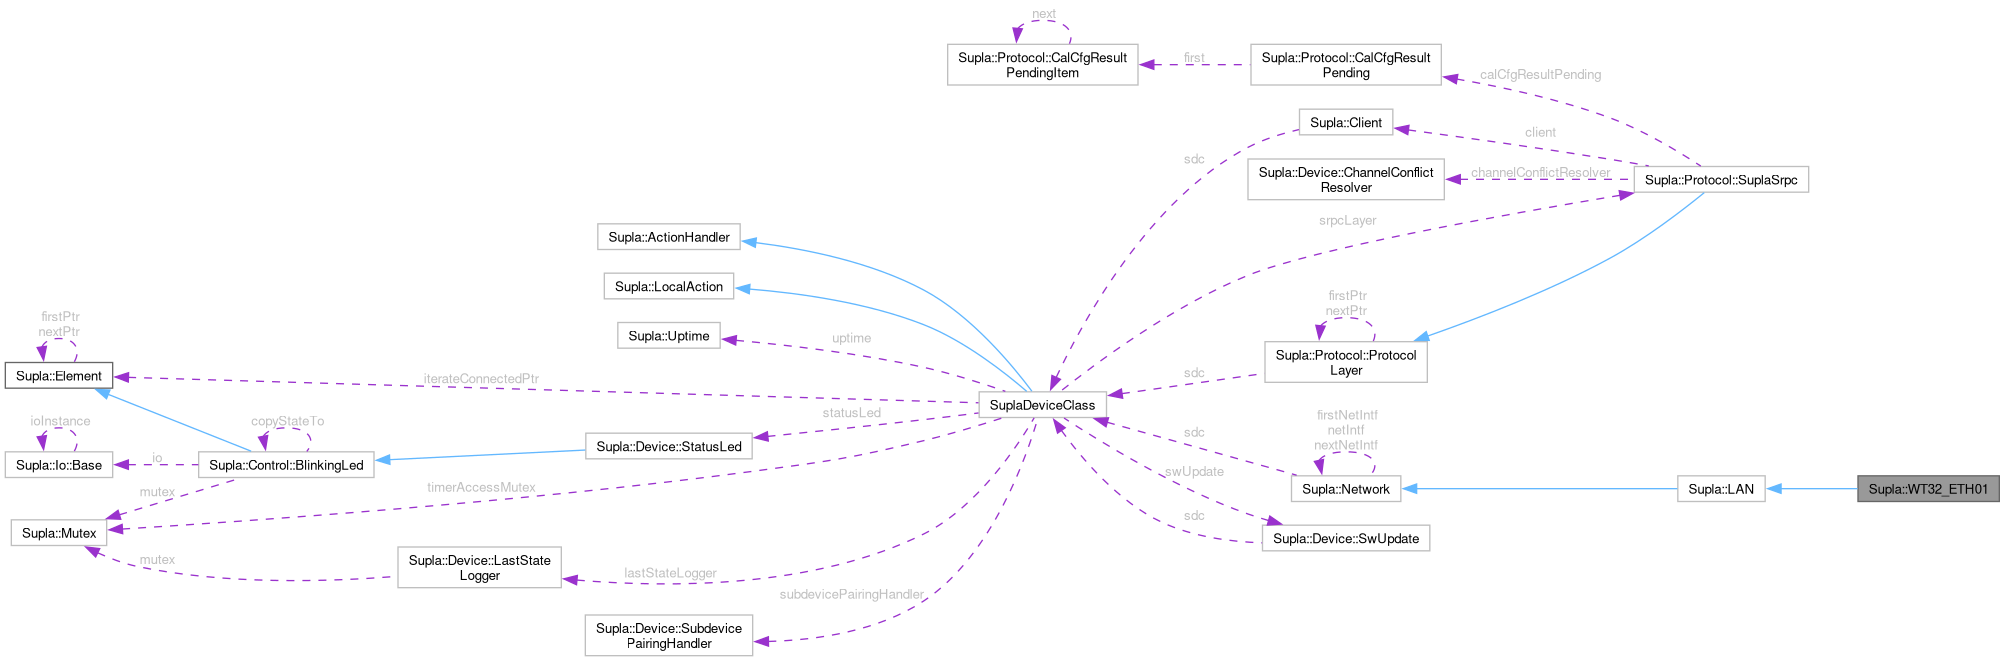 next
Supla::Protocol::CalCfgResult
PendingItem
first
Supla::Protocol::CalCfgResult
Pending
calCfgResultPending
Supla::Client
client
sdc
Supla::Device::ChannelConflict
Resolver
channelConflictResolver
Supla::Protocol::SuplaSrpc
srpcLayer
Supla::ActionHandler
Supla::LocalAction
Supla::Uptime
uptime
firstPtr
nextPtr
Supla::Protocol::Protocol
Layer
sdc
firstPtr
nextPtr
Supla::Element
iterateConnectedPtr
SuplaDeviceClass
statusLed
copyStateTo
ioInstance
Supla::Io::Base
io
Supla::Control::BlinkingLed
Supla::Device::StatusLed
firstNetIntf
netIntf
nextNetIntf
sdc
swUpdate
Supla::Network
Supla::LAN
Supla::WT32_ETH01
mutex
timerAccessMutex
Supla::Mutex
sdc
Supla::Device::SwUpdate
mutex
Supla::Device::LastState
Logger
lastStateLogger
subdevicePairingHandler
Supla::Device::Subdevice
PairingHandler